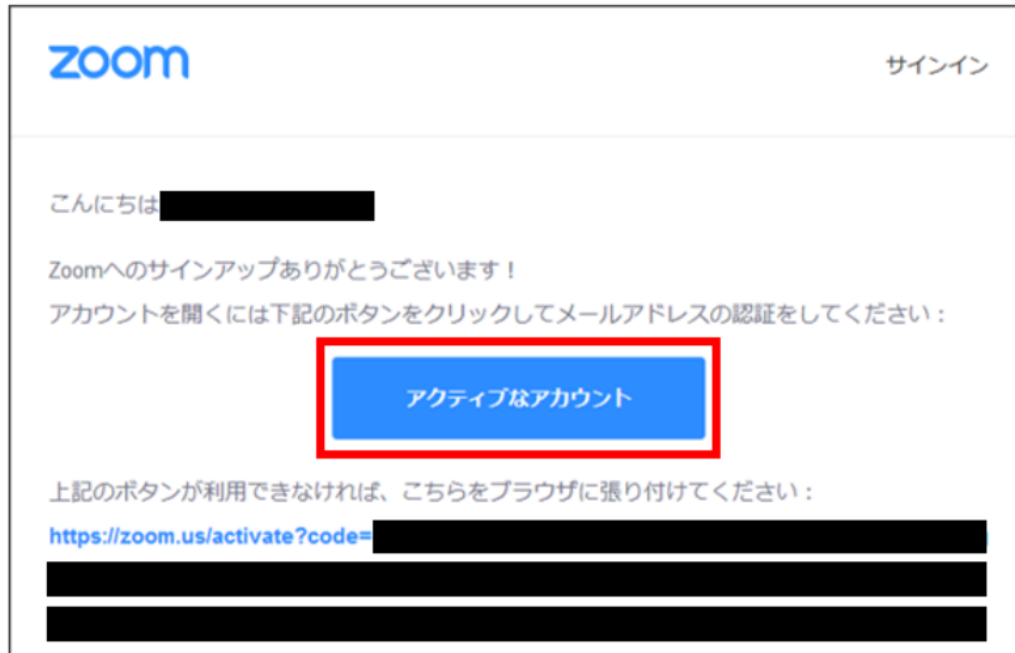 zoom
サインイン
こんにちは
Zoomへのサインアップありがとうございます！
アカウントを開くには下記のボタンをクリックしてメールアドレスの認証をしてください：
アクティブなアカウント
上記のボタンが利用できなければ、こちらをブラウザに張り付けてください：
https://zoom.us/activate?code=